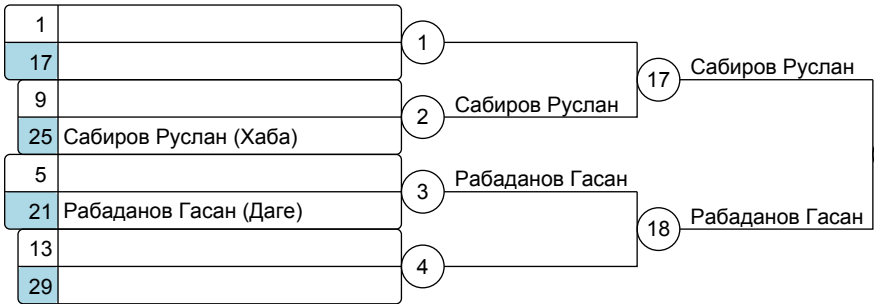 1
17
1
9
25 Сабиров Руслан (Хаба)
2 Сабиров Руслан
17 Сабиров Руслан
5
21 Рабаданов Гасан (Даге)
3 Рабаданов Гасан
13
29
4
18 Рабаданов Гасан